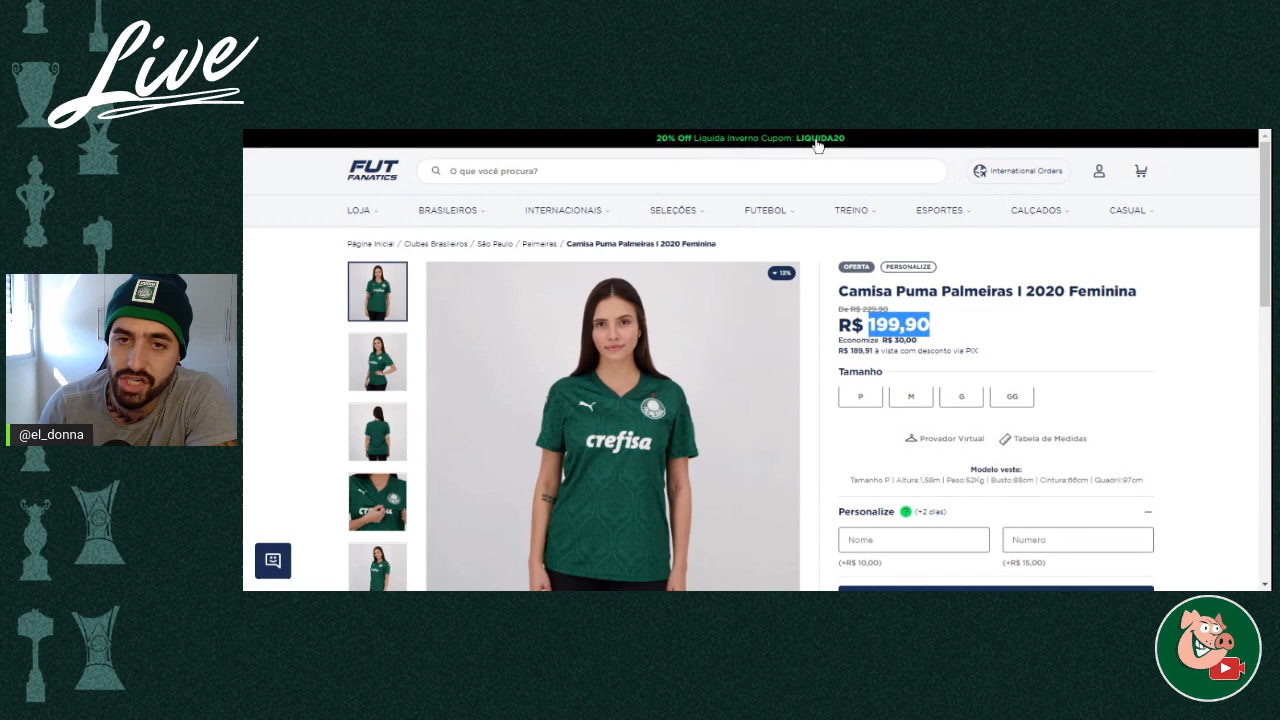 Live
20% Off Liquida Inverno Cupom: LIQUIDA20
FUT
FANATICS
O que você procura?
International Orders
LOJA
BRASILEIROS
INTERNACIONAIS
SELEÇÕES
FUTEBOL
TREINO
ESPORTES
CALÇADOS
CASUAL
Página Inicial / Clubes Brasileiros / São Paulo / Palmeiras / Camisa Puma Palmeiras I 2020 Feminina
13%
OFERTA
PERSONALIZE
Camisa Puma Palmeiras I 2020 Feminina
De R$ 229,90
R$ 199,90
Economize R$ 30,00
R$ 189,91 à vista com desconto via PIX
Tamanho
P
M
G
GG
Provador Virtual
Tabela de Medidas
Modelo veste:
Tamanho P | Altura:1,58m | Peso:52Kg | Busto:88cm | Cintura:66cm | Quadril:97cm
Personalize ? (+2 dias)
Nome
Numero
(+R$ 10,00)
(+R$ 15,00)
crefisa
@el_donna